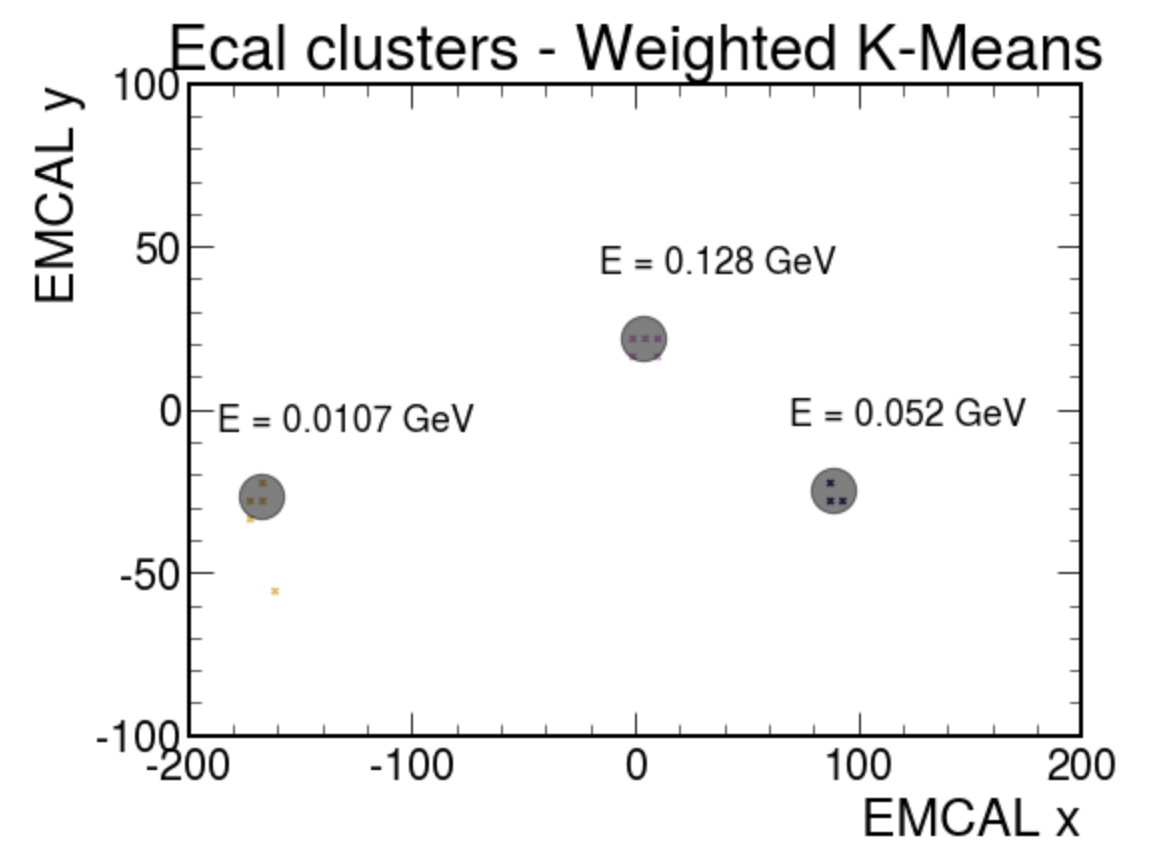 Ecal clusters - Weighted K-Means
EMCAL y
100
50
0
-50
-100
E = 0.128 GeV
E = 0.0107 GeV
E = 0.052 GeV
-200
-100
0
100
200
EMCAL x